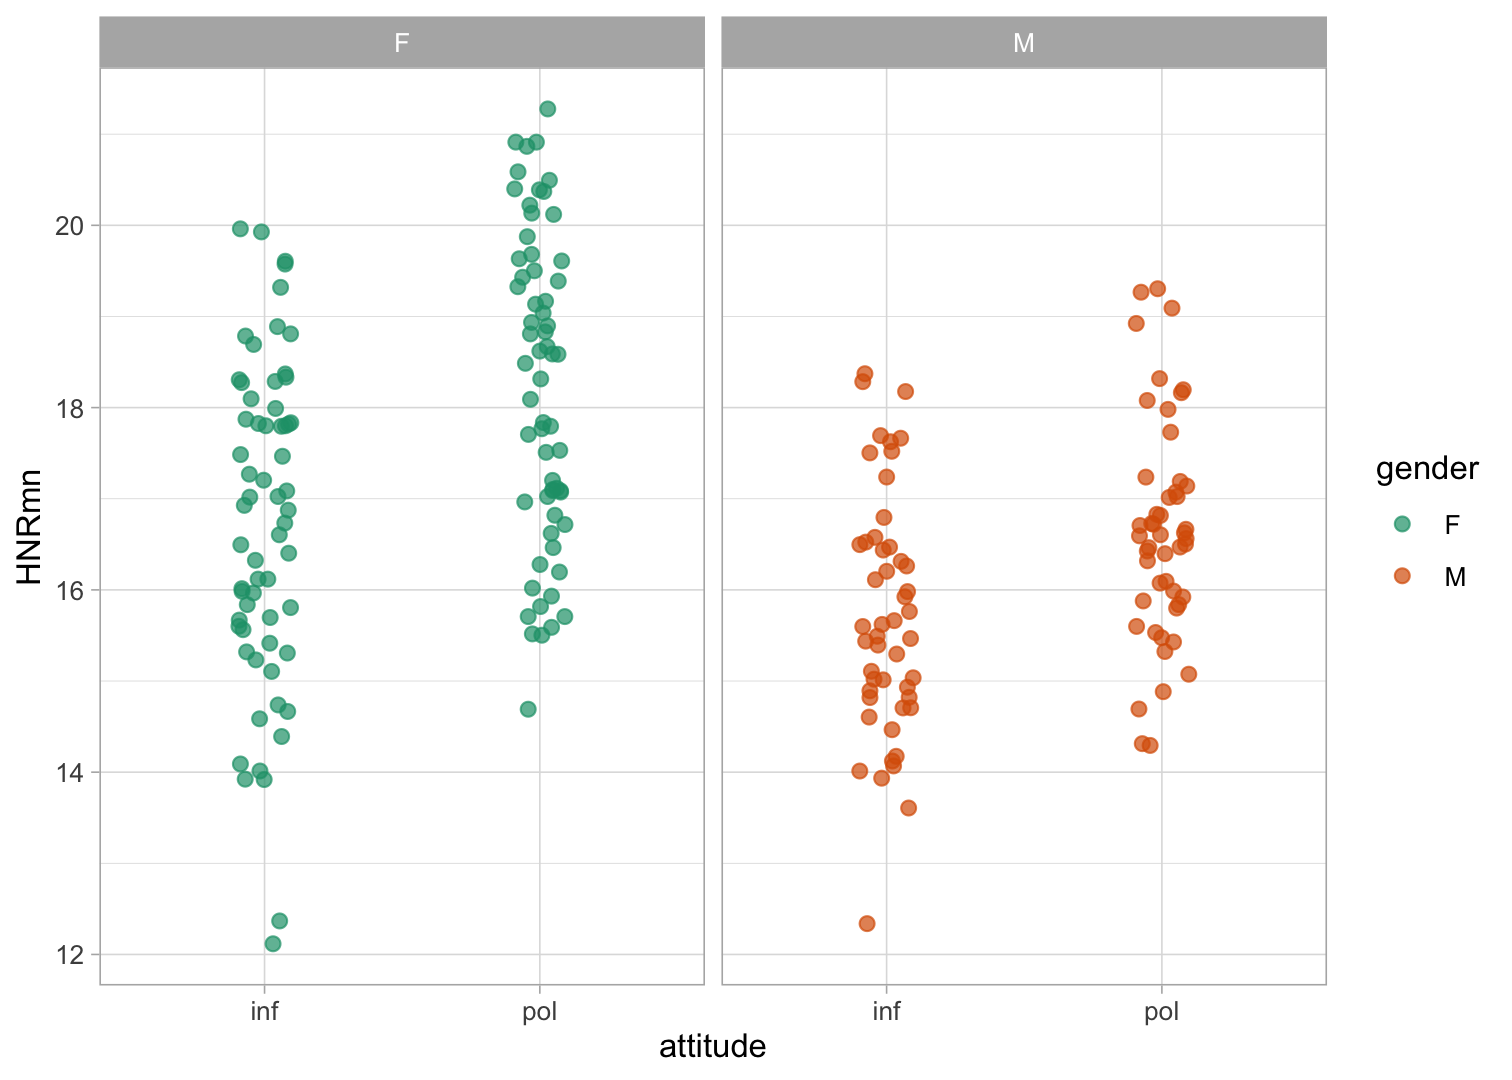 F M
HNRmn
20
18
16
14
12
inf pol inf pol
attitude
gender
F
M